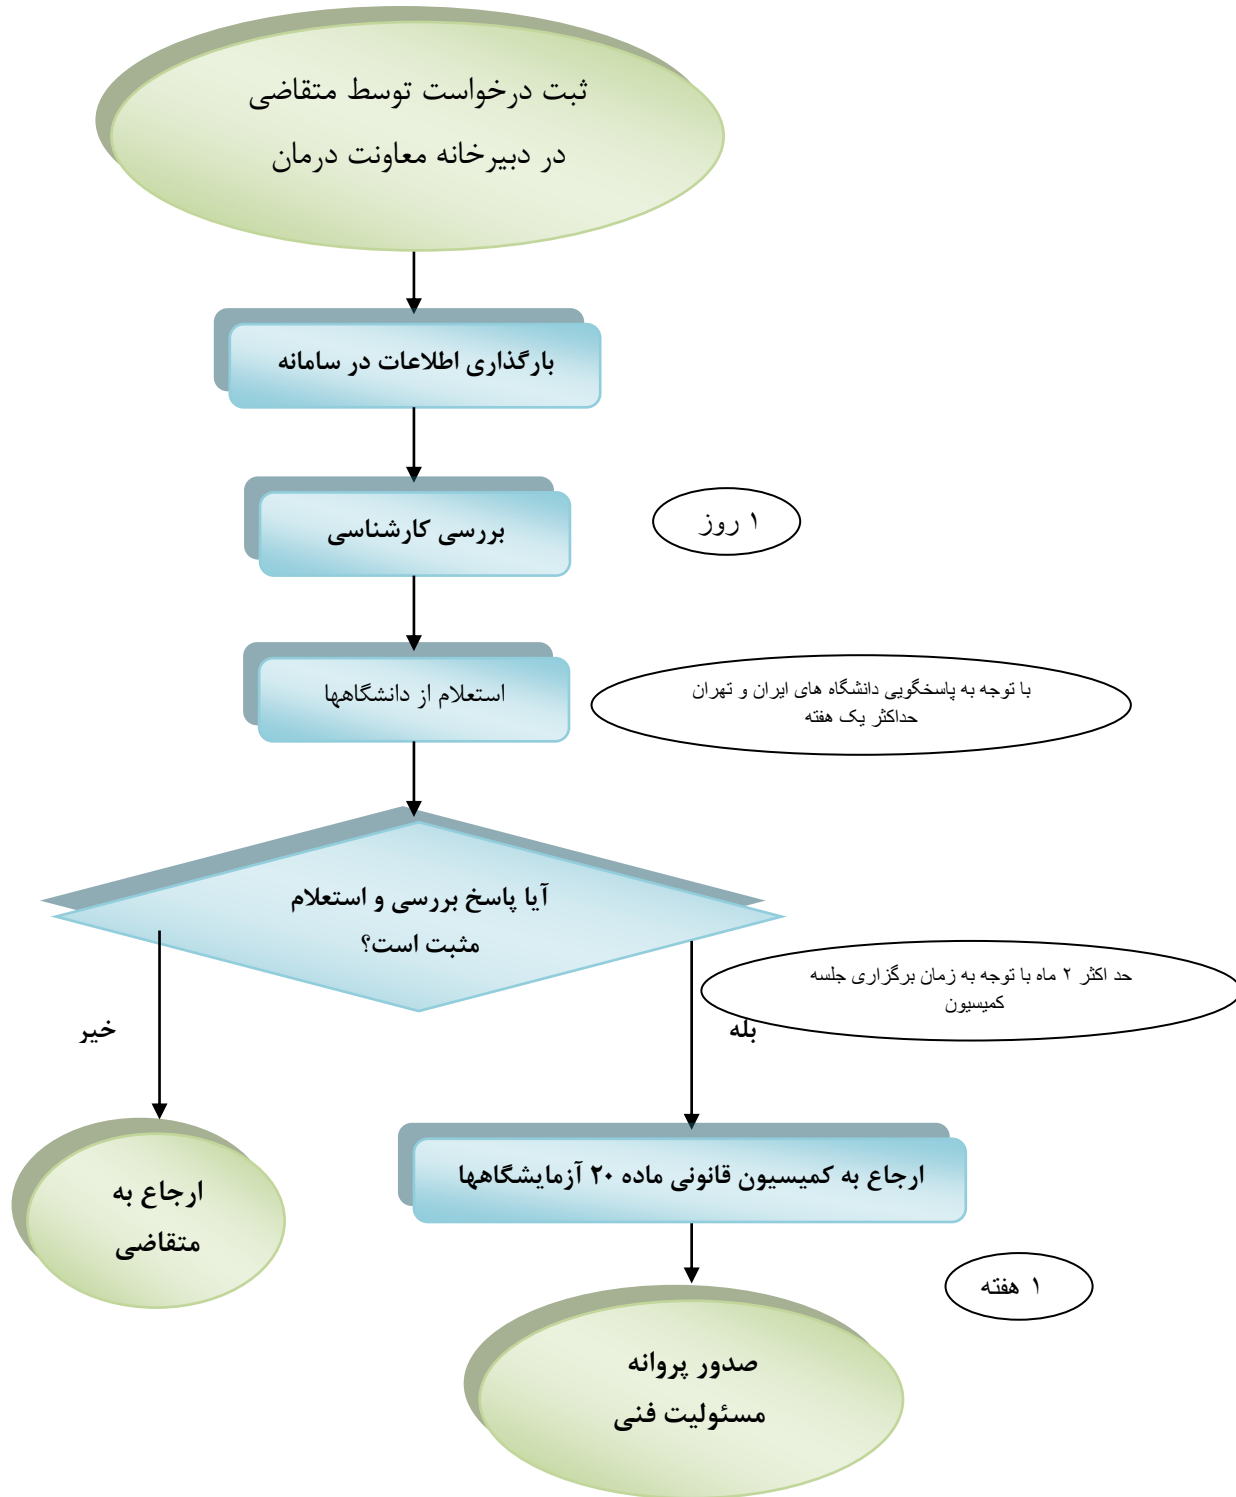 ثبت درخواست توسط متقاضی
در دبیرخانه معاونت درمان
بارگذاری اطلاعات در سامانه
بررسی کارشناسی
۱ روز
استعلام از دانشگاهها
با توجه به پاسخگویی دانشگاه های ایران و تهران
حداکثر یک هفته
آیا پاسخ بررسی و استعلام
مثبت است؟
حد اکثر ۲ ماه با توجه به زمان برگزاری جلسه
کمیسیون
بله
خیر
ارجاع به کمیسیون قانونی ماده ۲۰ آزمایشگاهها
ارجاع به
متقاضی
۱ هفته
صدور پروانه
مسئولیت فنی